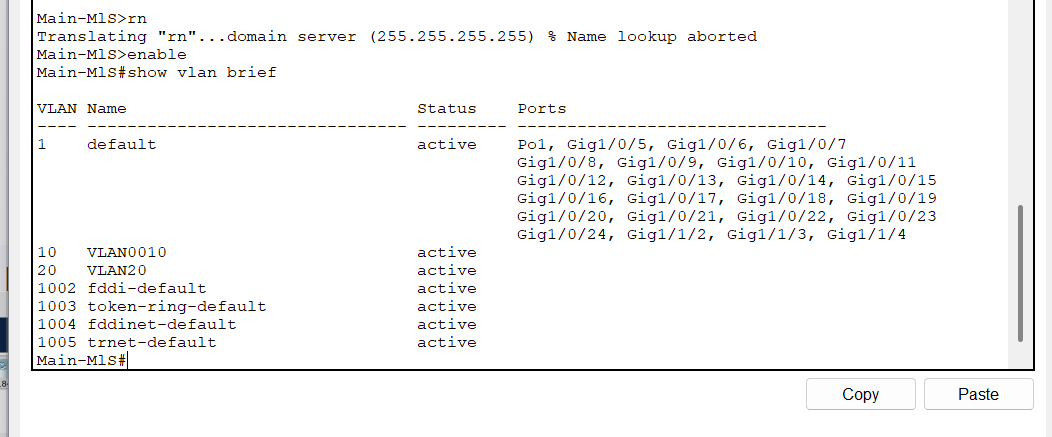 Main-MlS>rn
Translating "rn"...domain server (255.255.255.255) % Name lookup aborted
Main-MlS>enable
Main-MlS#show vlan brief
VLAN Name                             Status    Ports
---- -------------------------------- --------- -------------------------------
1    default                          active    Po1, Gig1/0/5, Gig1/0/6, Gig1/0/7
                                                Gig1/0/8, Gig1/0/9, Gig1/0/10, Gig1/0/11
                                                Gig1/0/12, Gig1/0/13, Gig1/0/14, Gig1/0/15
                                                Gig1/0/16, Gig1/0/17, Gig1/0/18, Gig1/0/19
                                                Gig1/0/20, Gig1/0/21, Gig1/0/22, Gig1/0/23
                                                Gig1/0/24, Gig1/1/2, Gig1/1/3, Gig1/1/4
10   VLAN0010                         active
20   VLAN20                           active
1002 fddi-default                     active
1003 token-ring-default               active
1004 fddinet-default                  active
1005 trnet-default                    active
Main-MlS#
Copy Paste